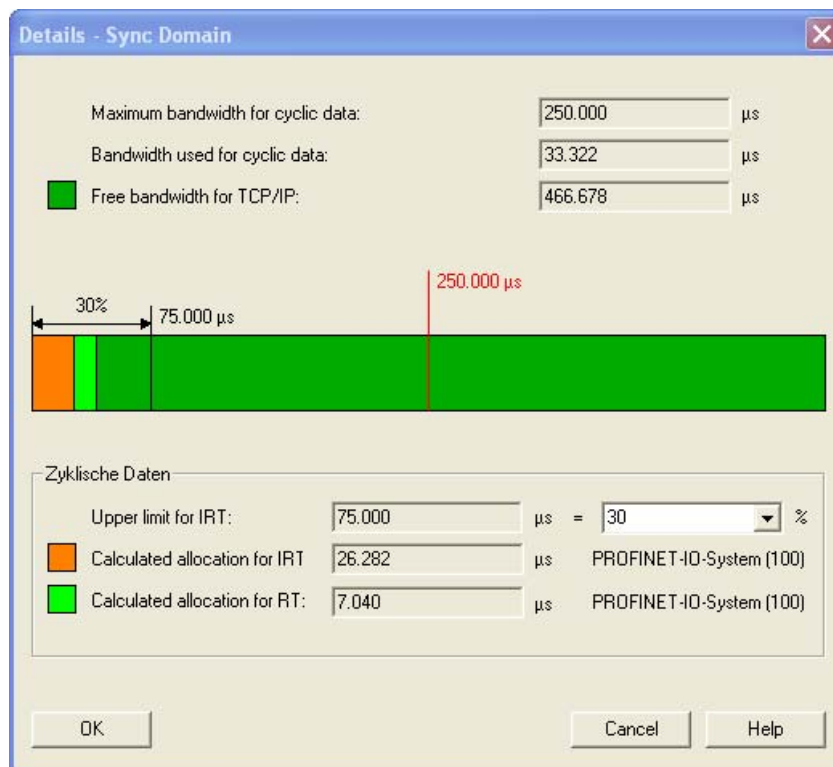 Details - Sync Domain
Maximum bandwidth for cyclic data: 250.000 µs
Bandwidth used for cyclic data: 33.322 µs
Free bandwidth for TCP/IP: 466.678 µs
250.000 µs
30% 75.000 µs
Zyklische Daten
Upper limit for IRT: 75.000 µs = 30 %
Calculated allocation for IRT 26.282 µs PROFINET-IO-System (100)
Calculated allocation for RT: 7.040 µs PROFINET-IO-System (100)
OK Cancel Help